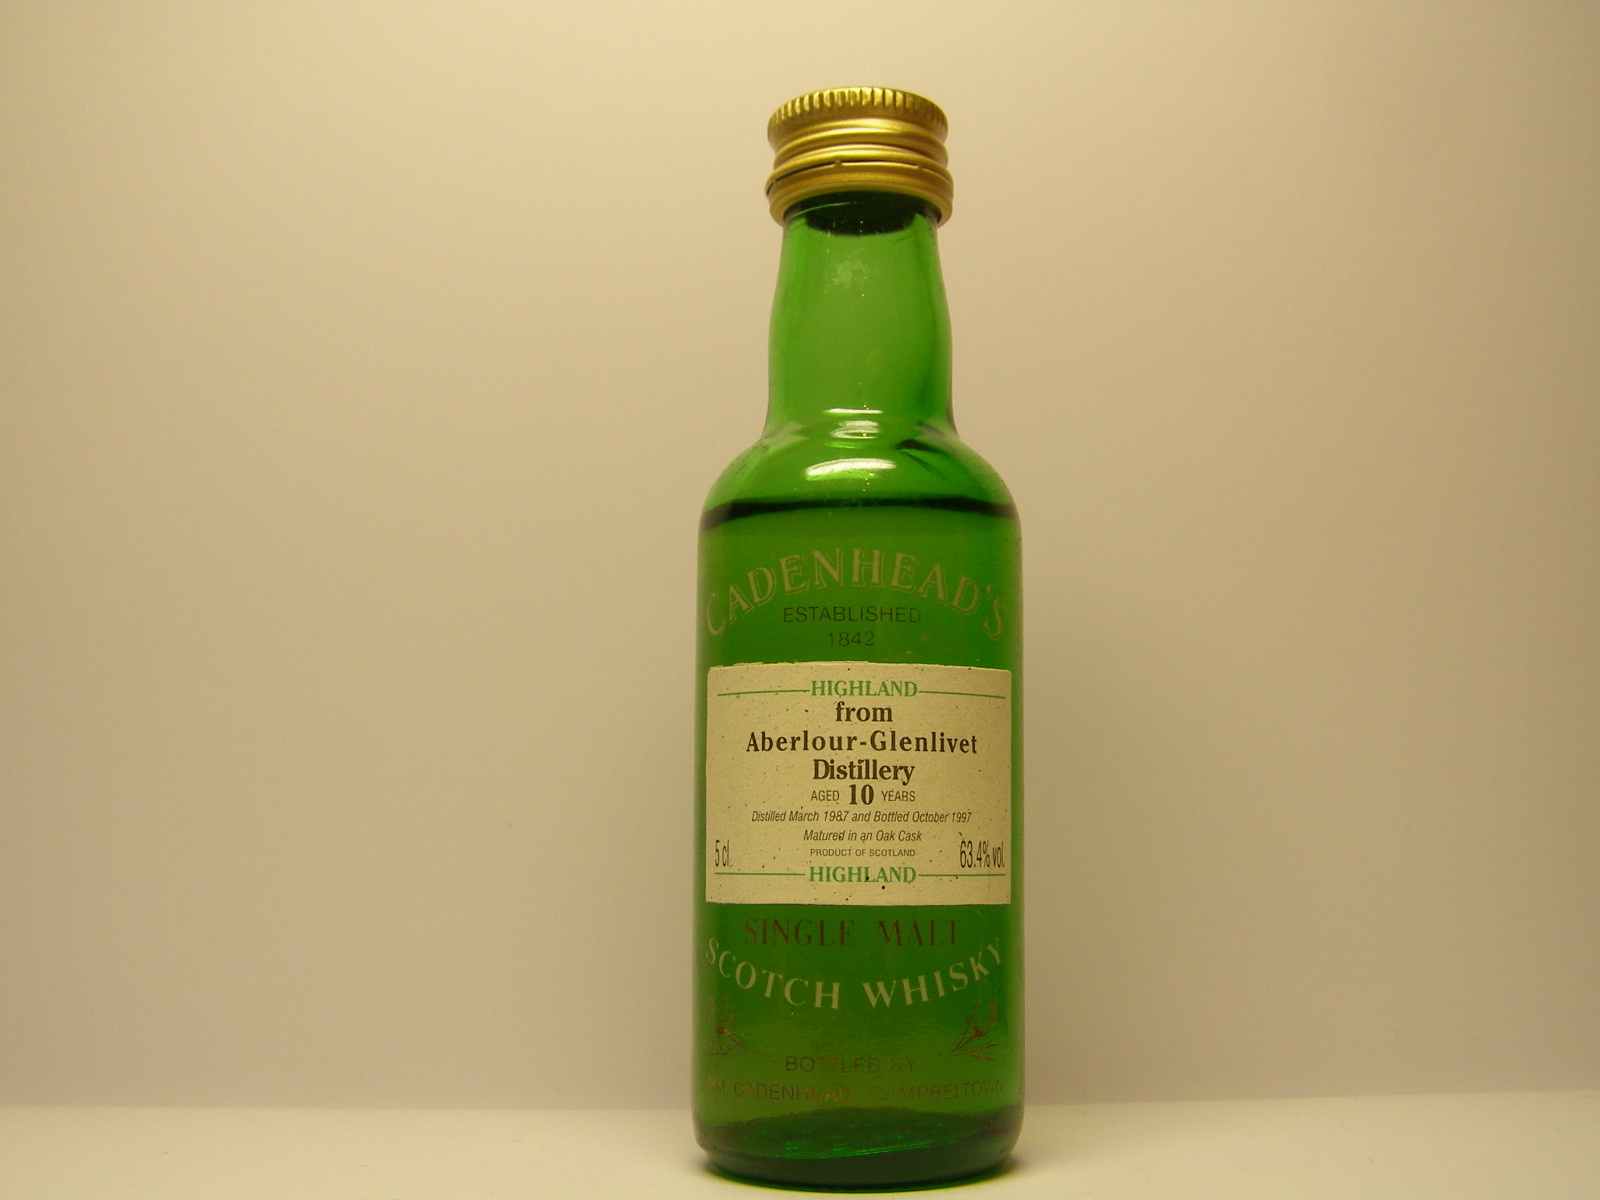 CADENHEAD'S
ESTABLISHED
1842
HIGHLAND
from
Aberlour-Glenlivet
Distillery
AGED 10 YEARS
Distilled March 1987 and Bottled October 1997
Matured in an Oak Cask
5 cl. PRODUCT OF SCOTLAND 63.4% vol.
HIGHLAND
SINGLE MALT
SCOTCH WHISKY
BOTTLED BY
CADENHEAD CAMPBELTOWN